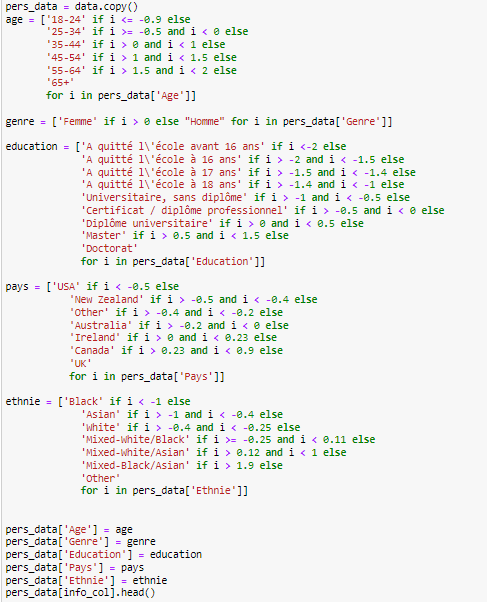 pers_data = data.copy()
age = ['18-24' if i <= -0.9 else
'25-34' if i >= -0.5 and i < 0 else
'35-44' if i > 0 and i < 1 else
'45-54' if i > 1 and i < 1.5 else
'55-64' if i > 1.5 and i < 2 else
'65+'
for i in pers_data['Age']]
genre = ['Femme' if i > 0 else "Homme" for i in pers_data['Genre']]
education = ['A quitté l\'école avant 16 ans' if i <-2 else
'A quitté l\'école à 16 ans' if i > -2 and i < -1.5 else
'A quitté l\'école à 17 ans' if i > -1.5 and i < -1.4 else
'A quitté l\'école à 18 ans' if i > -1.4 and i < -1 else
'Universitaire, sans diplôme' if i > -1 and i < -0.5 else
'Certificat / diplôme professionnel' if i > -0.5 and i < 0 else
'Diplôme universitaire' if i > 0 and i < 0.5 else
'Master' if i > 0.5 and i < 1.5 else
'Doctorat'
for i in pers_data['Education']]
pays = ['USA' if i < -0.5 else
'New Zealand' if i > -0.5 and i < -0.4 else
'Other' if i > -0.4 and i < -0.2 else
'Australia' if i > -0.2 and i < 0 else
'Ireland' if i > 0 and i < 0.23 else
'Canada' if i > 0.23 and i < 0.9 else
'UK'
for i in pers_data['Pays']]
ethnie = ['Black' if i < -1 else
'Asian' if i > -1 and i < -0.4 else
'White' if i > -0.4 and i < -0.25 else
'Mixed-White/Black' if i >= -0.25 and i < 0.11 else
'Mixed-White/Asian' if i > 0.12 and i < 1 else
'Mixed-Black/Asian' if i > 1.9 else
'Other'
for i in pers_data['Ethnie']]
pers_data['Age'] = age
pers_data['Genre'] = genre
pers_data['Education'] = education
pers_data['Pays'] = pays
pers_data['Ethnie'] = ethnie
pers_data[info_col].head()